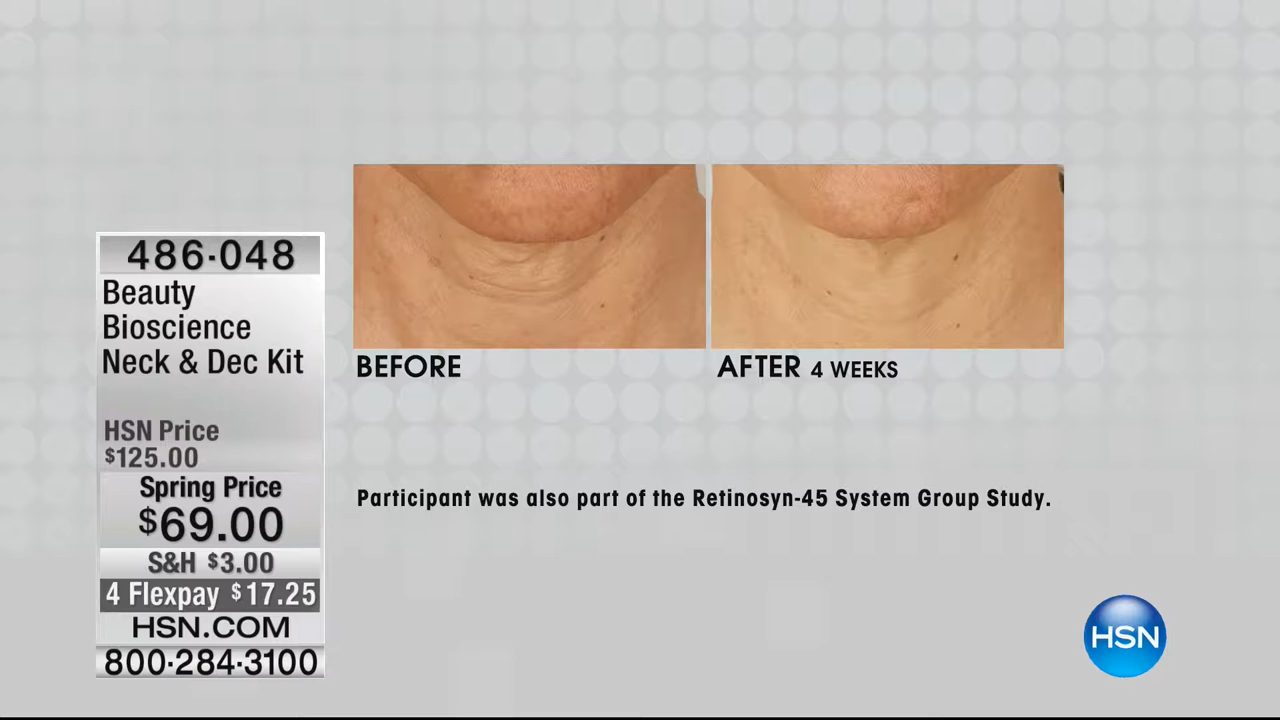 486·048
Beauty
Bioscience
Neck & Dec Kit
HSN Price
$125.00
Spring Price
$69.00
S&H $3.00
4 Flexpay $17.25
HSN.COM
800·284·3100
BEFORE
AFTER 4 WEEKS
Participant was also part of the Retinosyn-45 System Group Study.
HSN